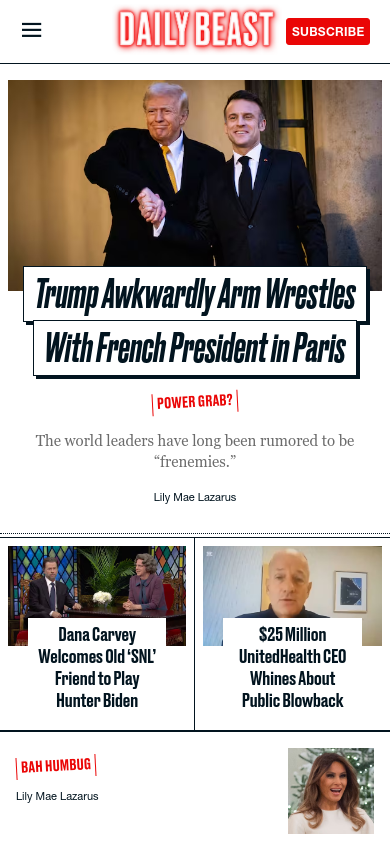 DAILY BEAST
SUBSCRIBE
Trump Awkwardly Arm Wrestles
With French President in Paris
POWER GRAB?
The world leaders have long been rumored to be
“frenemies.”
Lily Mae Lazarus
Dana Carvey
Welcomes Old ‘SNL’
Friend to Play
Hunter Biden
$25 Million
UnitedHealth CEO
Whines About
Public Blowback
BAH HUMBUG
Lily Mae Lazarus